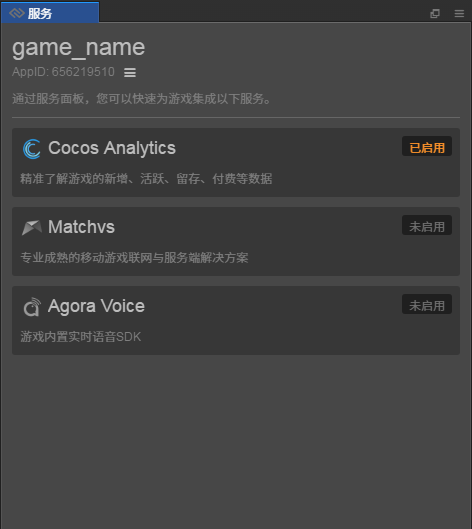 服务
game_name
AppID: 656219510
通过服务面板，您可以快速为游戏集成以下服务。
Cocos Analytics
已启用
精准了解游戏的新增、活跃、留存、付费等数据
Matchvs
未启用
专业成熟的移动游戏联网与服务端解决方案
Agora Voice
未启用
游戏内置实时语音SDK